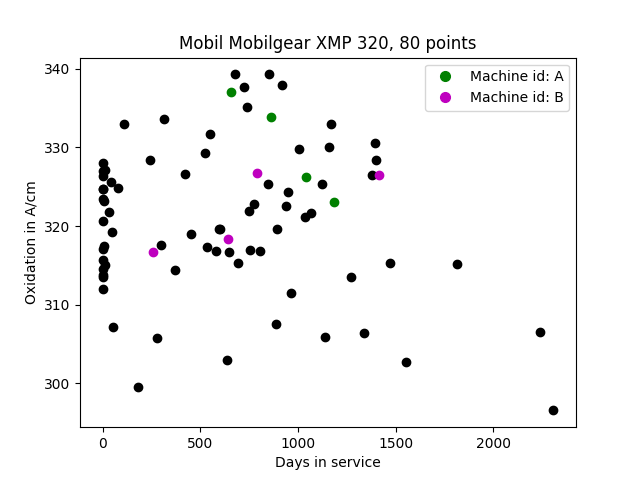 Mobil Mobilgear XMP 320, 80 points
Machine id: A
Machine id: B
Oxidation in A/cm
340
330
320
310
300
0 500 1000 1500 2000
Days in service